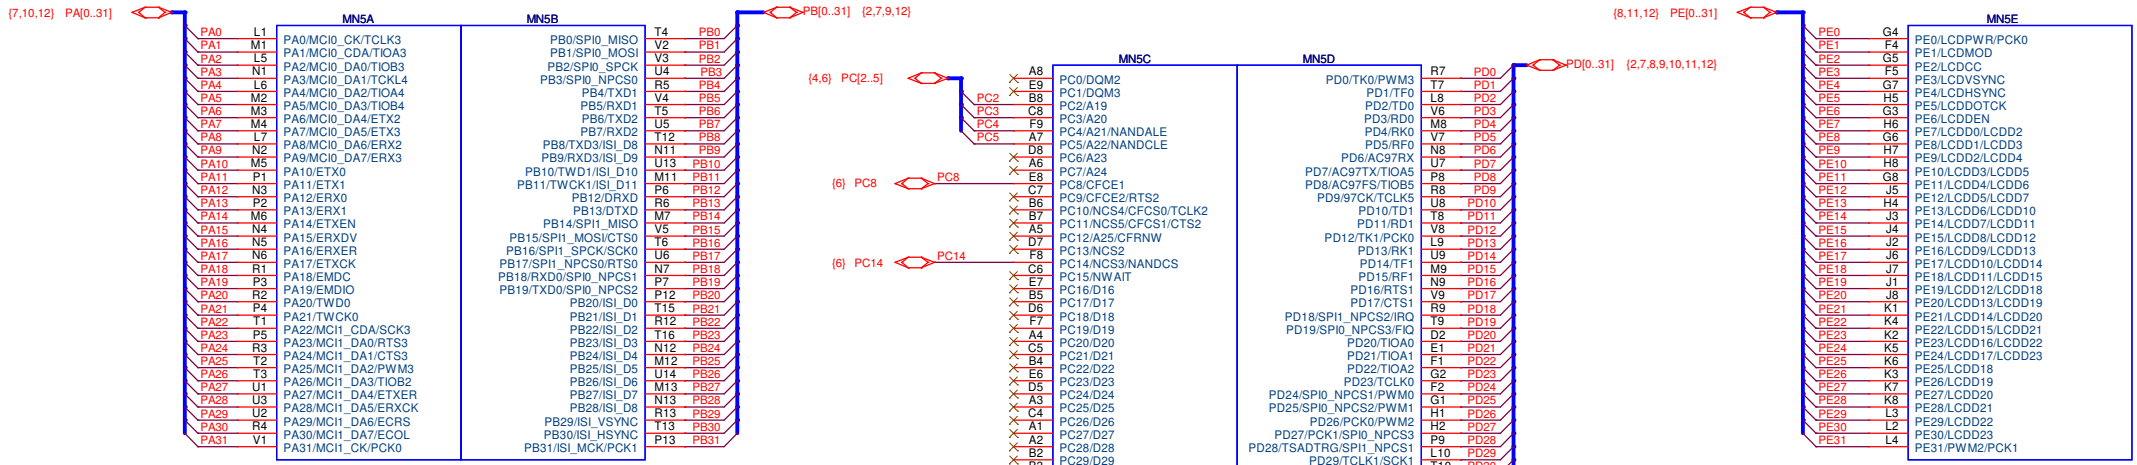 {7,10,12} PA[0..31]
MN5A
PA0 L1 PA0/MCI0_CK/TCLK3
PA1 M1 PA1/MCI0_CDA/TIOA3
PA2 L5 PA2/MCI0_DA0/TIOB3
PA3 N1 PA3/MCI0_DA1/TCKL4
PA4 L6 PA4/MCI0_DA2/TIOA4
PA5 M2 PA5/MCI0_DA3/TIOB4
PA6 M3 PA6/MCI0_DA4/ETX2
PA7 M4 PA7/MCI0_DA5/ETX3
PA8 L7 PA8/MCI0_DA6/ERX2
PA9 N2 PA9/MCI0_DA7/ERX3
PA10 M5 PA10/ETX0
PA11 P1 PA11/ETX1
PA12 N3 PA12/ERX0
PA13 P2 PA13/ERX1
PA14 M6 PA14/ETXEN
PA15 N4 PA15/ERXDV
PA16 N5 PA16/ERXER
PA17 N6 PA17/ETXCK
PA18 R1 PA18/EMDC
PA19 P3 PA19/EMDIO
PA20 R2 PA20/TWD0
PA21 P4 PA21/TWCK0
PA22 T1 PA22/MCI1_CDA/SCK3
PA23 P5 PA23/MCI1_DA0/RTS3
PA24 R3 PA24/MCI1_DA1/CTS3
PA25 T2 PA25/MCI1_DA2/PWM3
PA26 T3 PA26/MCI1_DA3/TIOB2
PA27 U1 PA27/MCI1_DA4/ETXER
PA28 U3 PA28/MCI1_DA5/ERXCK
PA29 U2 PA29/MCI1_DA6/ECRS
PA30 R4 PA30/MCI1_DA7/ECOL
PA31 V1 PA31/MCI1_CK/PCK0
MN5B
PB[0..31] {2,7,9,12}
PB0/SPI0_MISO T4 PB0
PB1/SPI0_MOSI V2 PB1
PB2/SPI0_SPCK V3 PB2
PB3/SPI0_NPCS0 U4 PB3
PB4/TXD1 R5 PB4
PB5/RXD1 V4 PB5
PB6/TXD2 T5 PB6
PB7/RXD2 U5 PB7
PB8/TXD3/ISI_D8 T12 PB8
PB9/RXD3/ISI_D9 N11 PB9
PB10/TWD1/ISI_D10 U13 PB10
PB11/TWCK1/ISI_D11 M11 PB11
PB12/DRXD P6 PB12
PB13/DTXD R6 PB13
PB14/SPI1_MISO M7 PB14
PB15/SPI1_MOSI/CTS0 V5 PB15
PB16/SPI1_SPCK/SCK0 T6 PB16
PB17/SPI1_NPCS0/RTS0 U6 PB17
PB18/RXD0/SPI0_NPCS1 N7 PB18
PB19/TXD0/SPI0_NPCS2 P7 PB19
PB20/ISI_D0 P12 PB20
PB21/ISI_D1 T15 PB21
PB22/ISI_D2 R12 PB22
PB23/ISI_D3 T16 PB23
PB24/ISI_D4 N12 PB24
PB25/ISI_D5 M12 PB25
PB26/ISI_D6 U14 PB26
PB27/ISI_D7 M13 PB27
PB28/ISI_D8 N13 PB28
PB29/ISI_VSYNC R13 PB29
PB30/ISI_HSYNC T13 PB30
PB31/ISI_MCK/PCK1 P13 PB31
MN5C
{4,6} PC[2..5]
A8 PC0/DQM2
E9 PC1/DQM3
PC2 B8 PC2/A19
PC3 C8 PC3/A20
PC4 F9 PC4/A21/NANDALE
PC5 A7 PC5/A22/NANDCLE
D8 PC6/A23
A6 PC7/A24
{6} PC8 PC8 E8 PC8/CFCE1
C7 PC9/CFCE2/RTS2
B6 PC10/NCS4/CFCS0/TCLK2
B7 PC11/NCS5/CFCS1/CTS2
A5 PC12/A25/CFRNW
D7 PC13/NCS2
{6} PC14 PC14 F8 PC14/NCS3/NANDCS
C6 PC15/NWAIT
E7 PC16/D16
B5 PC17/D17
D6 PC18/D18
F7 PC19/D19
A4 PC20/D20
C5 PC21/D21
B4 PC22/D22
E6 PC23/D23
D5 PC24/D24
A3 PC25/D25
C4 PC26/D26
A1 PC27/D27
A2 PC28/D28
B2 PC29/D29
MN5D
PD[0..31] {2,7,8,9,10,11,12}
PD0/TK0/PWM3 R7 PD0
PD1/TF0 T7 PD1
PD2/TD0 L8 PD2
PD3/RD0 V6 PD3
PD4/RK0 M8 PD4
PD5/RF0 V7 PD5
PD6/AC97RX N8 PD6
PD7/AC97TX/TIOA5 U7 PD7
PD8/AC97FS/TIOB5 P8 PD8
PD9/97CK/TCLK5 R8 PD9
PD10/TD1 U8 PD10
PD11/RD1 T8 PD11
PD12/TK1/PCK0 V8 PD12
PD13/RK1 L9 PD13
PD14/TF1 U9 PD14
PD15/RF1 M9 PD15
PD16/RTS1 N9 PD16
PD17/CTS1 V9 PD17
PD18/SPI1_NPCS2/IRQ R9 PD18
PD19/SPI0_NPCS3/FIQ T9 PD19
PD20/TIOA0 D2 PD20
PD21/TIOA1 E1 PD21
PD22/TIOA2 F1 PD22
PD23/TCLK0 G2 PD23
PD24/SPI0_NPCS1/PWM0 F2 PD24
PD25/SPI0_NPCS2/PWM1 G1 PD25
PD26/PCK0/PWM2 H1 PD26
PD27/PCK1/SPI0_NPCS3 H2 PD27
PD28/TSADTRG/SPI1_NPCS1 P9 PD28
PD29/TCLK1/SCK1 L10 PD29
{8,11,12} PE[0..31]
MN5E
PE0 G4 PE0/LCDPWR/PCK0
PE1 F4 PE1/LCDMOD
PE2 G5 PE2/LCDCC
PE3 F5 PE3/LCDVSYNC
PE4 G7 PE4/LCDHSYNC
PE5 H5 PE5/LCDDOTCK
PE6 G3 PE6/LCDDEN
PE7 H6 PE7/LCDD0/LCDD2
PE8 G6 PE8/LCDD1/LCDD3
PE9 H7 PE9/LCDD2/LCDD4
PE10 H8 PE10/LCDD3/LCDD5
PE11 G8 PE11/LCDD4/LCDD6
PE12 J5 PE12/LCDD5/LCDD7
PE13 H4 PE13/LCDD6/LCDD10
PE14 J3 PE14/LCDD7/LCDD11
PE15 J4 PE15/LCDD8/LCDD12
PE16 J2 PE16/LCDD9/LCDD13
PE17 J6 PE17/LCDD10/LCDD14
PE18 J7 PE18/LCDD11/LCDD15
PE19 J1 PE19/LCDD12/LCDD18
PE20 J8 PE20/LCDD13/LCDD19
PE21 K1 PE21/LCDD14/LCDD20
PE22 K4 PE22/LCDD15/LCDD21
PE23 K2 PE23/LCDD16/LCDD22
PE24 K5 PE24/LCDD17/LCDD23
PE25 K6 PE25/LCDD18
PE26 K3 PE26/LCDD19
PE27 K7 PE27/LCDD20
PE28 K8 PE28/LCDD21
PE29 L3 PE29/LCDD22
PE30 L2 PE30/LCDD23
PE31 L4 PE31/PWM2/PCK1